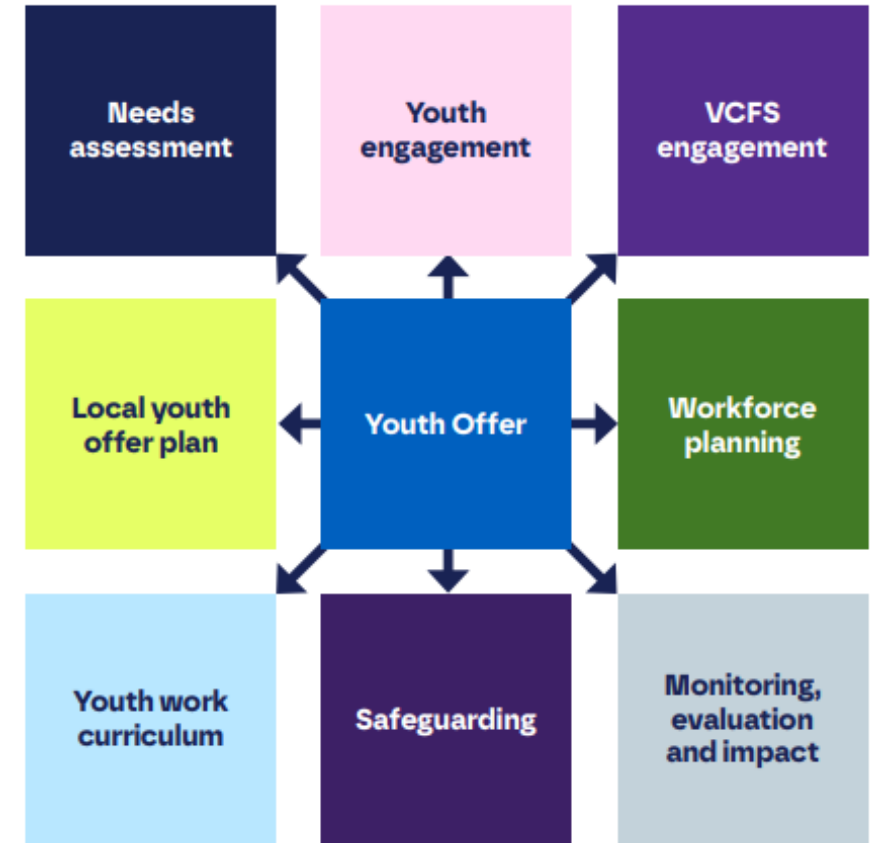 Needs
assessment
Youth
engagement
VCFS
engagement
Local youth
offer plan
Youth Offer
Workforce
planning
Youth work
curriculum
Safeguarding
Monitoring,
evaluation
and impact